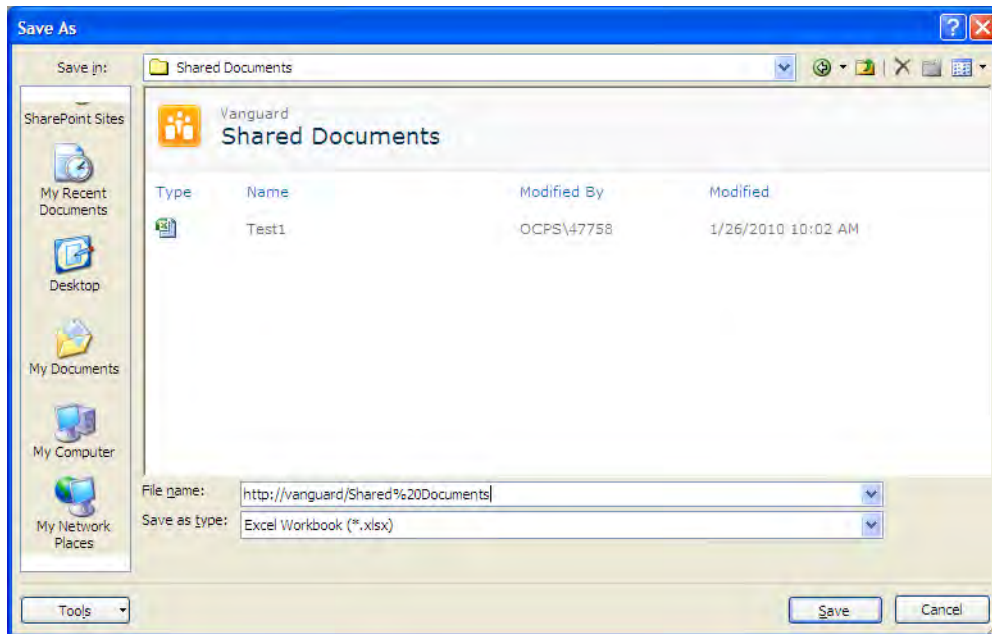 Save As
Save in:
Shared Documents
SharePoint Sites
My Recent
Documents
Desktop
My Documents
My Computer
My Network
Places
Vanguard
Shared Documents
Type Name Modified By Modified
Test1 OCPS\47758 1/26/2010 10:02 AM
File name: http://vanguard/Shared%20Documents
Save as type: Excel Workbook (*.xlsx)
Tools Save Cancel